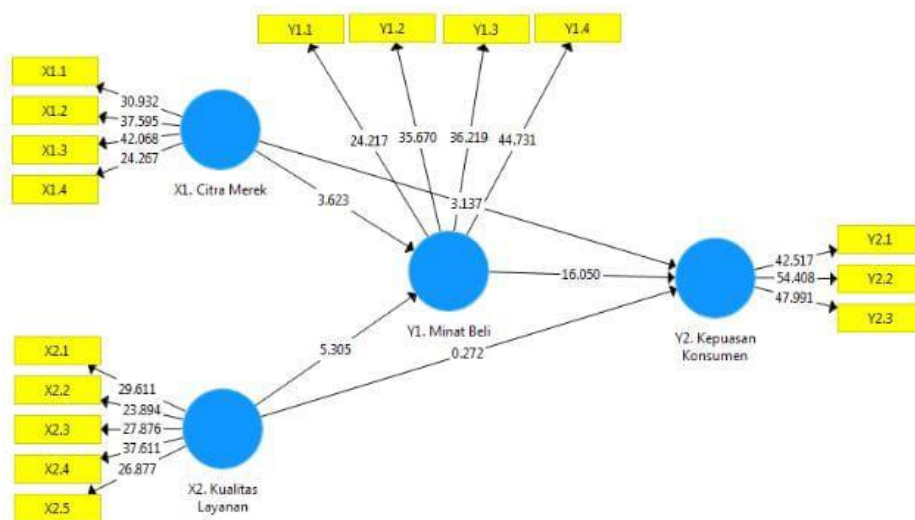 Y1.1
Y1.2
Y1.3
Y1.4
X1.1
X1.2
X1.3
X1.4
30.932
37.595
42.068
24.267
X1. Citra Merek
24.217
35.670
36.219
44.731
3.623
3.137
Y1. Minat Beli
16.050
Y2. Kepuasan
Konsumen
42.517
54.408
47.991
Y2.1
Y2.2
Y2.3
5.305
0.272
X2.1
X2.2
X2.3
X2.4
X2.5
29.611
23.894
27.876
37.611
26.877
X2. Kualitas
Layanan